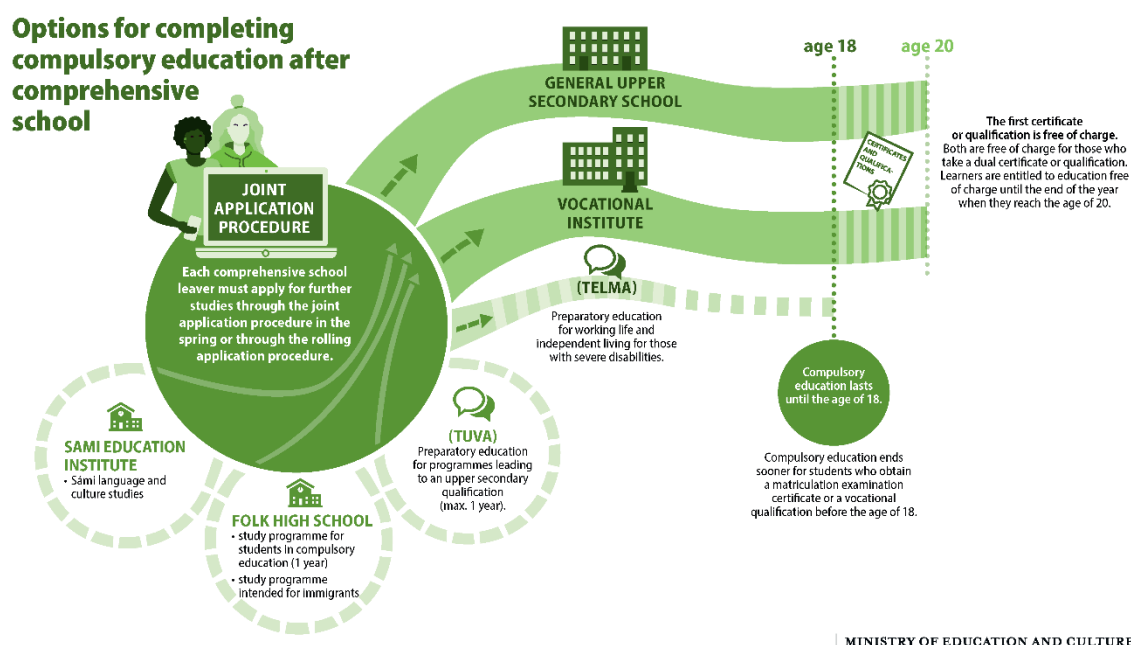 Options for completing
compulsory education after
comprehensive
school
JOINT
APPLICATION
PROCEDURE
Each comprehensive school
leaver must apply for further
studies through the joint
application procedure in the
spring or through the rolling
application procedure.
SAMI EDUCATION
INSTITUTE
• Sámi language and
culture studies
FOLK HIGH SCHOOL
• study programme for
students in compulsory
education (1 year)
• study programme
intended for immigrants
(TUVA)
Preparatory education
for programmes leading
to an upper secondary
qualification
(max. 1 year).
GENERAL UPPER
SECONDARY SCHOOL
VOCATIONAL
INSTITUTE
(TELMA)
Preparatory education
for working life and
independent living for those
with severe disabilities.
age 18
age 20
CERTIFICATES
AND
QUALIFICA-
TIONS
The first certificate
or qualification is free of charge.
Both are free of charge for those who
take a dual certificate or qualification.
Learners are entitled to education free
of charge until the end of the year
when they reach the age of 20.
Compulsory
education lasts
until the age of 18.
Compulsory education ends
sooner for students who obtain
a matriculation examination
certificate or a vocational
qualification before the age of 18.
MINISTRY OF EDUCATION AND CULTURE